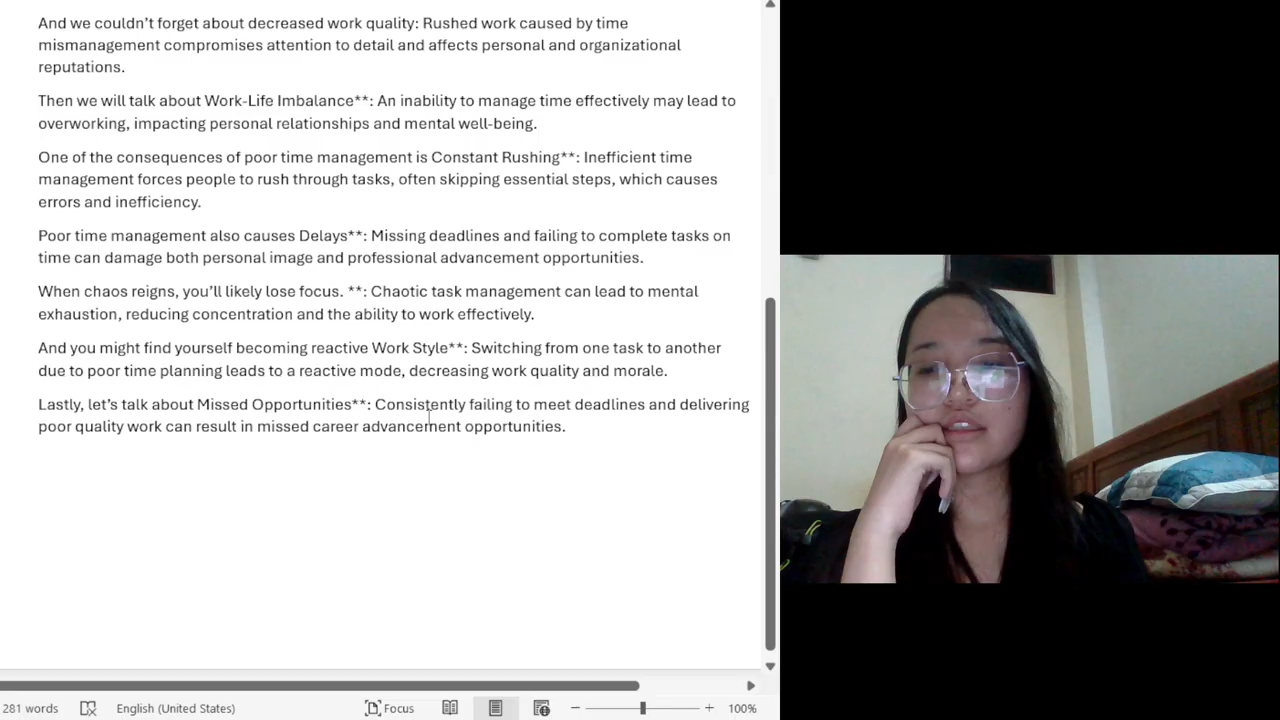 And we couldn’t forget about decreased work quality: Rushed work caused by time
mismanagement compromises attention to detail and affects personal and organizational
reputations.
Then we will talk about Work-Life Imbalance**: An inability to manage time effectively may lead to
overworking, impacting personal relationships and mental well-being.
One of the consequences of poor time management is Constant Rushing**: Inefficient time
management forces people to rush through tasks, often skipping essential steps, which causes
errors and inefficiency.
Poor time management also causes Delays**: Missing deadlines and failing to complete tasks on
time can damage both personal image and professional advancement opportunities.
When chaos reigns, you’ll likely lose focus. **: Chaotic task management can lead to mental
exhaustion, reducing concentration and the ability to work effectively.
And you might find yourself becoming reactive Work Style**: Switching from one task to another
due to poor time planning leads to a reactive mode, decreasing work quality and morale.
Lastly, let’s talk about Missed Opportunities**: Consistently failing to meet deadlines and delivering
poor quality work can result in missed career advancement opportunities.
281 words English (United States) Focus 100%